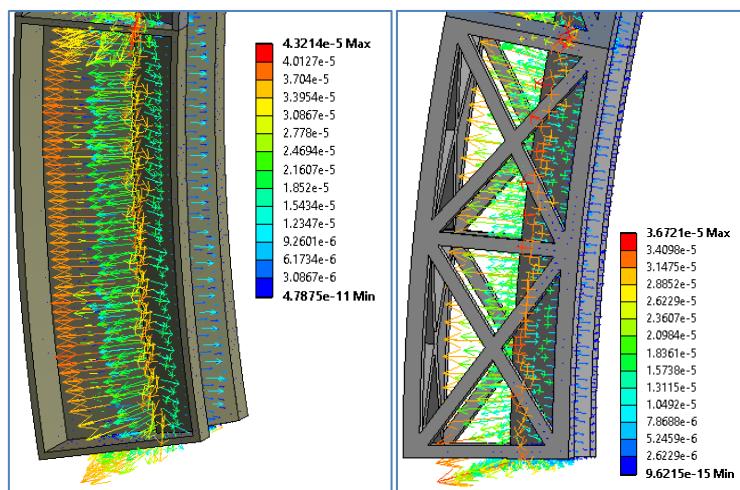 4.3214e-5 Max
4.0127e-5
3.704e-5
3.3954e-5
3.0867e-5
2.778e-5
2.4694e-5
2.1607e-5
1.852e-5
1.5434e-5
1.2347e-5
9.2601e-6
6.1734e-6
3.0867e-6
4.7875e-11 Min
3.6721e-5 Max
3.4098e-5
3.1475e-5
2.8852e-5
2.6229e-5
2.3607e-5
2.0984e-5
1.8361e-5
1.5738e-5
1.3115e-5
1.0492e-5
7.8688e-6
5.2459e-6
2.6229e-6
9.6215e-15 Min